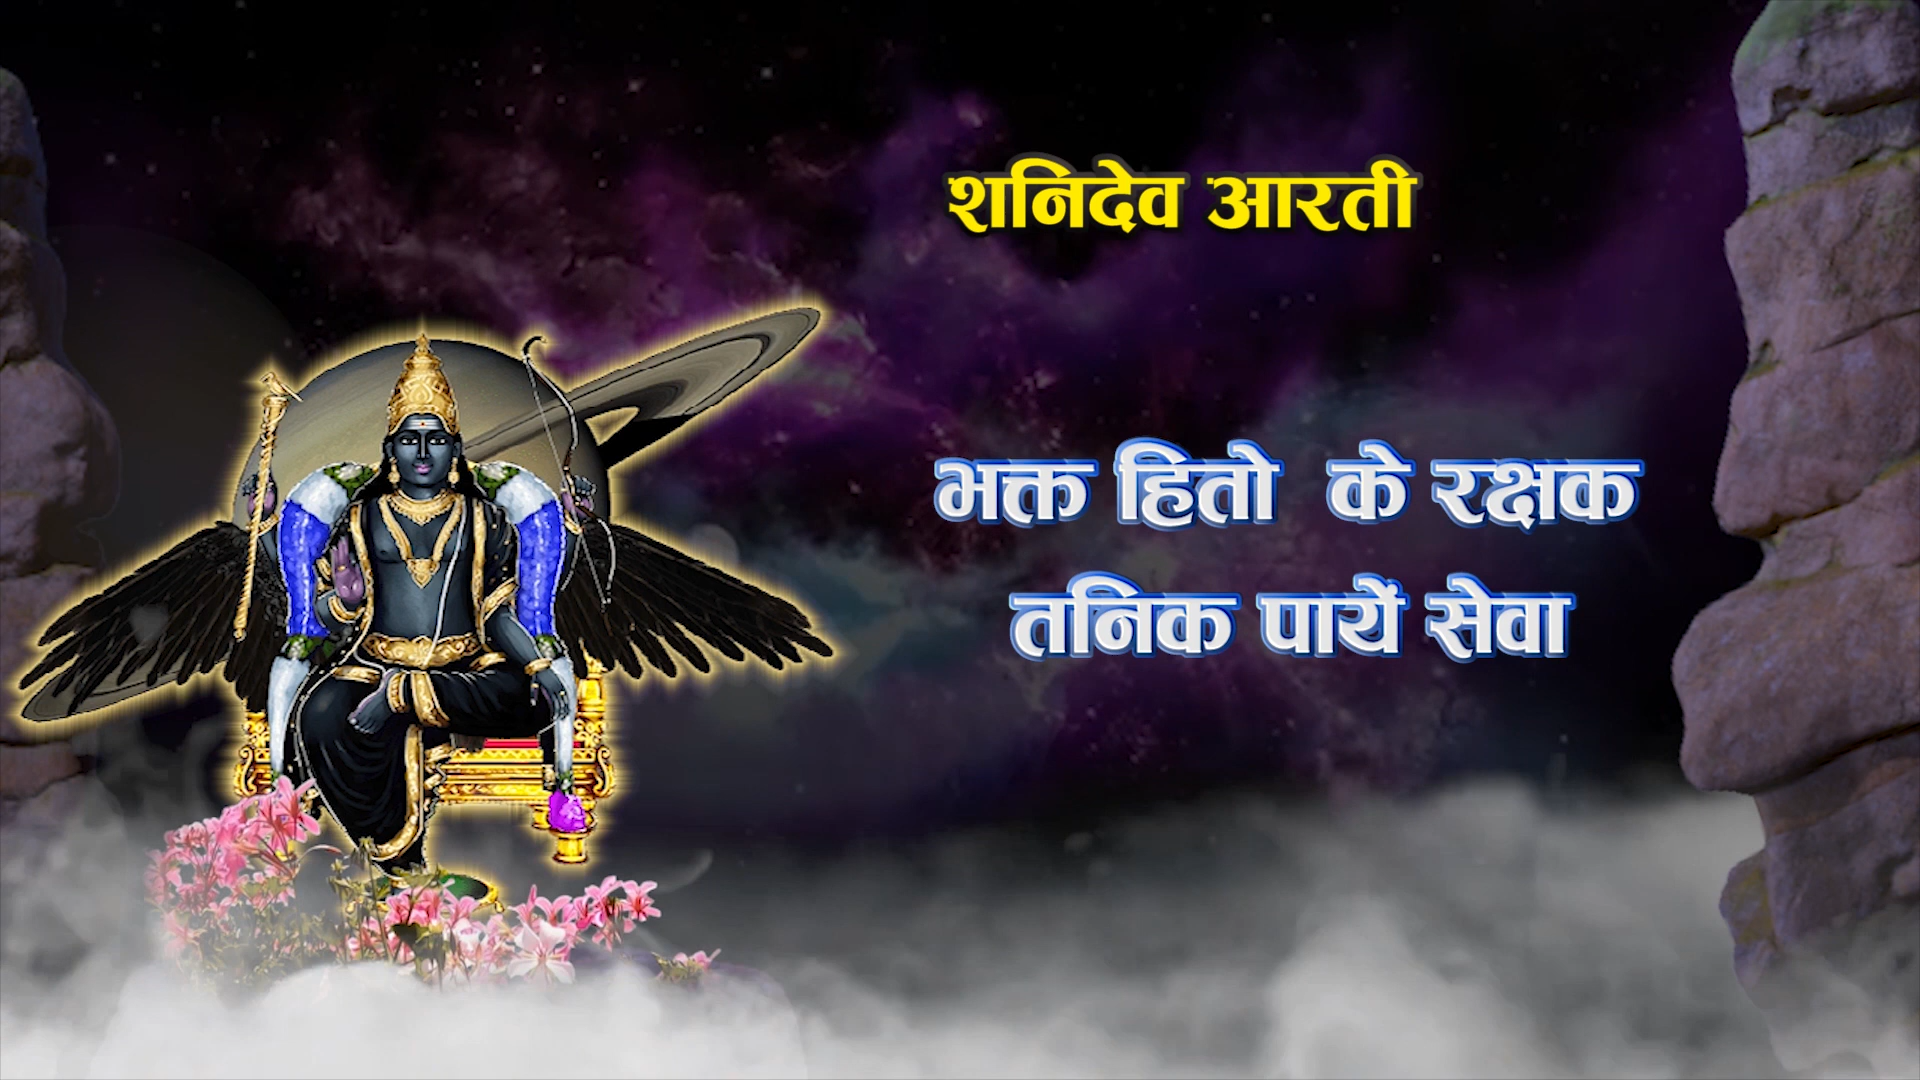 शनिदेव आरती
भक्त हितो के रक्षक
तनिक पायें सेवा